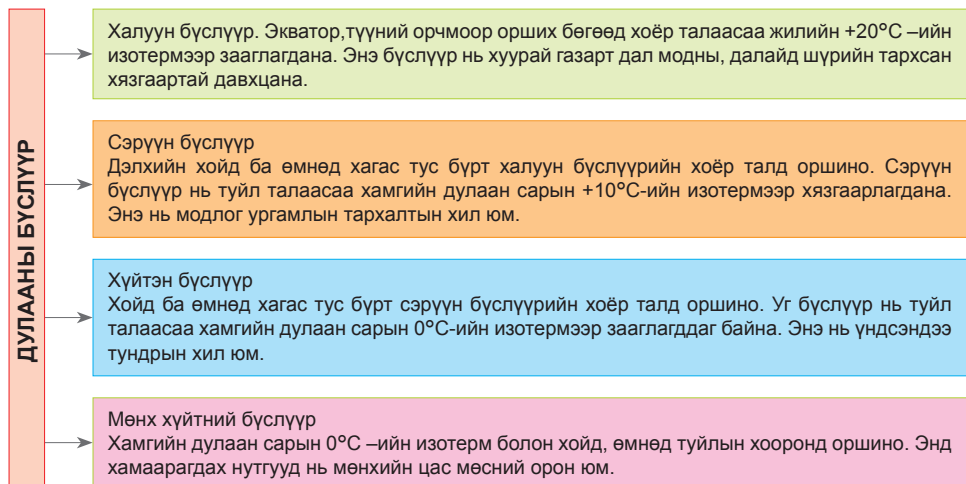 ДУЛААНЫ БҮСЛҮҮР
Халуун бүслүүр. Экватор,түүний орчмоор орших бөгөөд хоёр талаасаа жилийн +20°С –ийн
изотермээр зааглагдана. Энэ бүслүүр нь хуурай газарт дал модны, далайд шүрийн тархсан
хязгаартай давхцана.
Сэрүүн бүслүүр
Дэлхийн хойд ба өмнөд хагас тус бүрт халуун бүслүүрийн хоёр талд оршино. Сэрүүн
бүслүүр нь туйл талаасаа хамгийн дулаан сарын +10°С-ийн изотермээр хязгаарлагдана.
Энэ нь модлог ургамлын тархалтын хил юм.
Хүйтэн бүслүүр
Хойд ба өмнөд хагас тус бүрт сэрүүн бүслүүрийн хоёр талд оршино. Уг бүслүүр нь туйл
талаасаа хамгийн дулаан сарын 0°С-ийн изотермээр зааглагддаг байна. Энэ нь үндсэндээ
тундрын хил юм.
Мөнх хүйтний бүслүүр
Хамгийн дулаан сарын 0°С –ийн изотерм болон хойд, өмнөд туйлын хооронд оршино. Энд
хамаарагдах нутгууд нь мөнхийн цас мөсний орон юм.